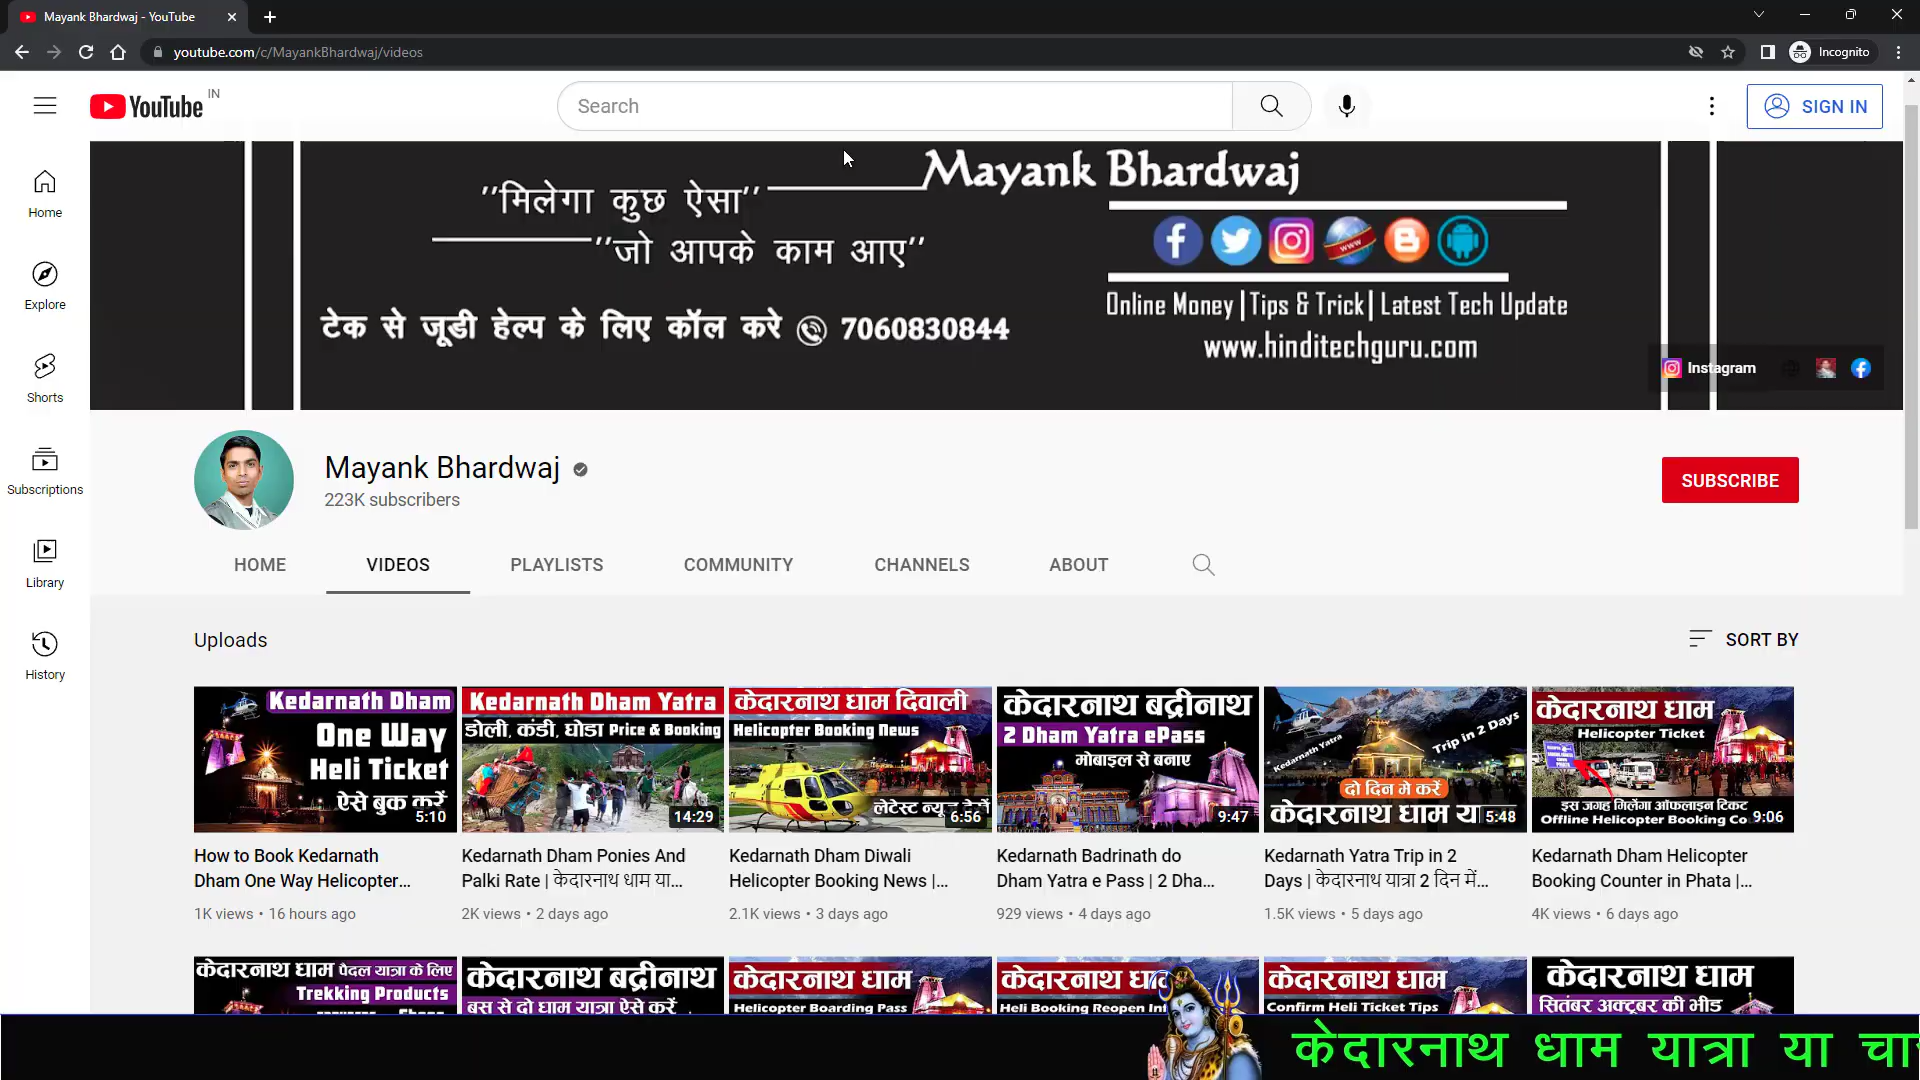 Mayank Bhardwaj - YouTube
youtube.com/c/MayankBhardwaj/videos
Incognito
YouTube IN
Search
SIGN IN
Home
Explore
Shorts
Subscriptions
Library
History
Mayank Bhardwaj
"मिलेगा कुछ ऐसा"
"जो आपके काम आए"
टेक से जूडी हेल्प के लिए कॉल करे 7060830844
www
Online Money | Tips & Trick | Latest Tech Update
www.hinditechguru.com
Instagram
Mayank Bhardwaj
223K subscribers
SUBSCRIBE
HOME VIDEOS PLAYLISTS COMMUNITY CHANNELS ABOUT
Uploads
SORT BY
Kedarnath Dham
One Way
Heli Ticket
ऐसे बुक करें
5:10
How to Book Kedarnath
Dham One Way Helicopter...
1K views • 16 hours ago
Kedarnath Dham Yatra
डोली, कंडी, घोडा Price & Booking
14:29
Kedarnath Dham Ponies And
Palki Rate | केदारनाथ धाम या...
2K views • 2 days ago
केदारनाथ धाम दिवाली
Helicopter Booking News
लेटेस्ट न्यूज
6:56
Kedarnath Dham Diwali
Helicopter Booking News |...
2.1K views • 3 days ago
केदारनाथ बद्रीनाथ
2 Dham Yatra ePass
मोबाइल से बनाए
9:47
Kedarnath Badrinath do
Dham Yatra e Pass | 2 Dha...
929 views • 4 days ago
Kedarnath Yatra
Trip in 2 Days
दो दिन मे करें
केदारनाथ धाम
5:48
Kedarnath Yatra Trip in 2
Days | केदारनाथ यात्रा 2 दिन में...
1.5K views • 5 days ago
केदारनाथ धाम
Helicopter Ticket
इस जगह मिलेंगा ऑफलाइन टिकट
Offline Helicopter Booking Co
9:06
Kedarnath Dham Helicopter
Booking Counter in Phata |...
4K views • 6 days ago
केदारनाथ धाम पैदल यात्रा के लिए
Trekking Products
केदारनाथ बद्रीनाथ
बस से दो धाम यात्रा ऐसे करें
केदारनाथ धाम
Helicopter Boarding Pass
केदारनाथ
Heli Booking Reopen
केदारनाथ धाम
Confirm Heli Ticket Tips
केदारनाथ धाम
सितंबर अक्टूबर की भीड
केदारनाथ धाम यात्रा या